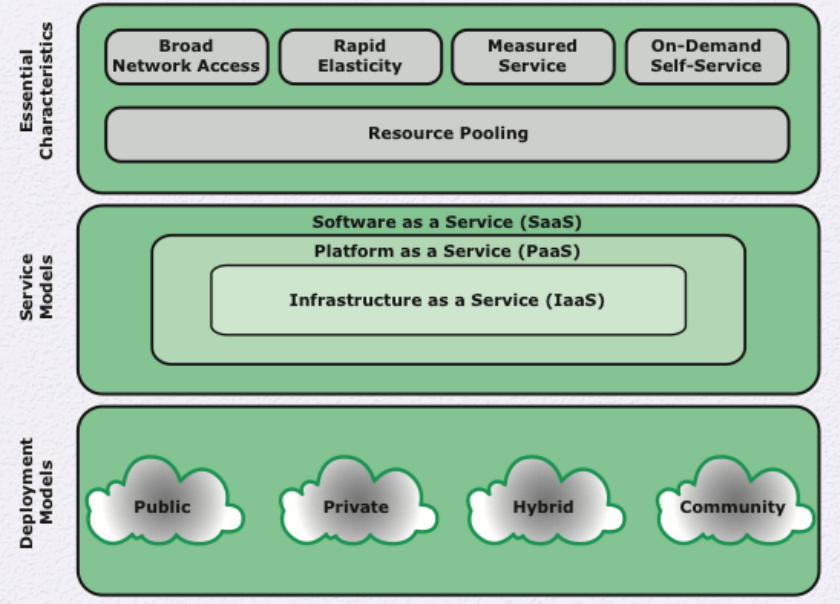 Essential
Characteristics
Broad
Network Access
Rapid
Elasticity
Measured
Service
On-Demand
Self-Service
Resource Pooling
Service
Models
Software as a Service (SaaS)
Platform as a Service (PaaS)
Infrastructure as a Service (IaaS)
Deployment
Models
Public
Private
Hybrid
Community